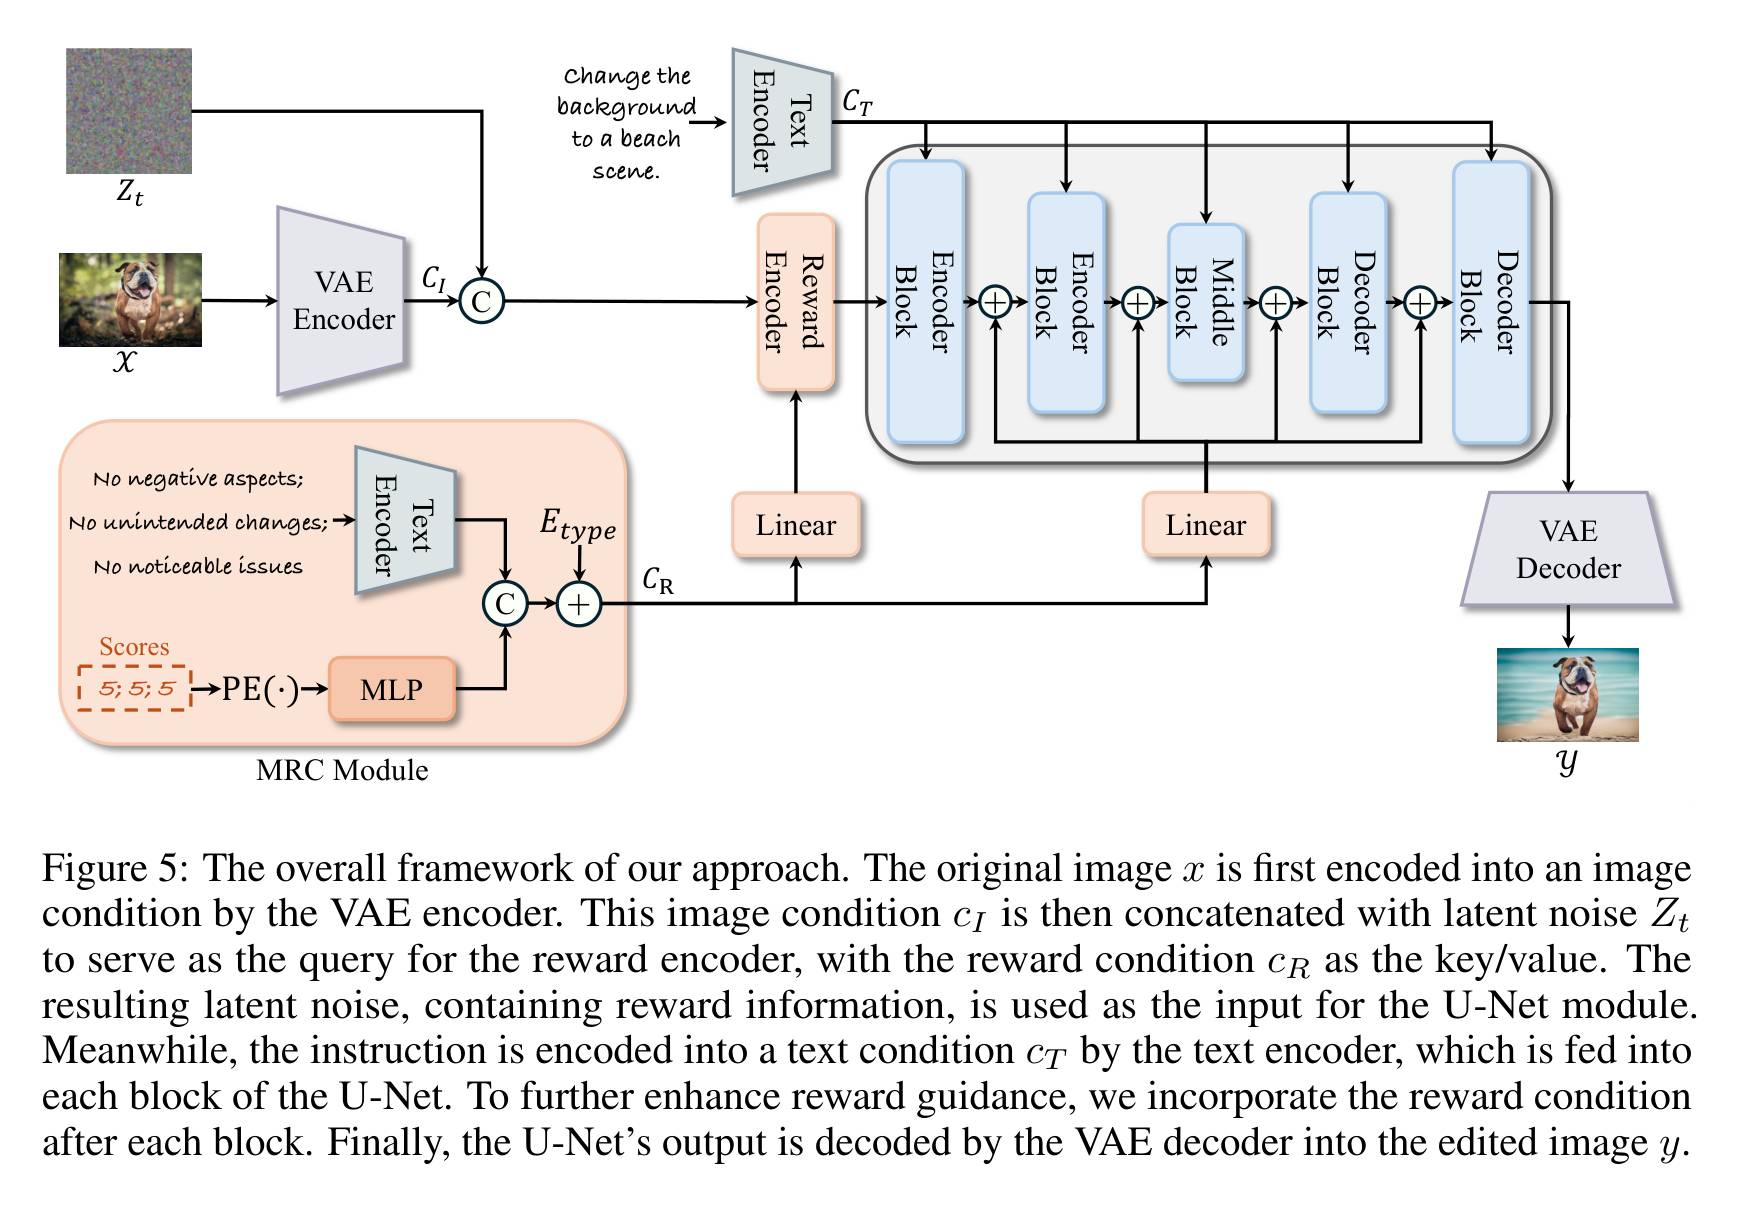 Z_t
𝒳
VAE
Encoder
C_I
C
Change the
background
to a beach
scene.
Text
Encoder
C_T
Reward
Encoder
Encoder
Block
+
Encoder
Block
+
Middle
Block
+
Decoder
Block
+
Decoder
Block
No negative aspects;
No unintended changes;
No noticeable issues
Text
Encoder
E_type
C
+
C_R
Scores
5; 5; 5
PE(·)
MLP
MRC Module
Linear
Linear
VAE
Decoder
𝒴
Figure 5: The overall framework of our approach. The original image x is first encoded into an image
condition by the VAE encoder. This image condition c_I is then concatenated with latent noise Z_t
to serve as the query for the reward encoder, with the reward condition c_R as the key/value. The
resulting latent noise, containing reward information, is used as the input for the U-Net module.
Meanwhile, the instruction is encoded into a text condition c_T by the text encoder, which is fed into
each block of the U-Net. To further enhance reward guidance, we incorporate the reward condition
after each block. Finally, the U-Net's output is decoded by the VAE decoder into the edited image y.